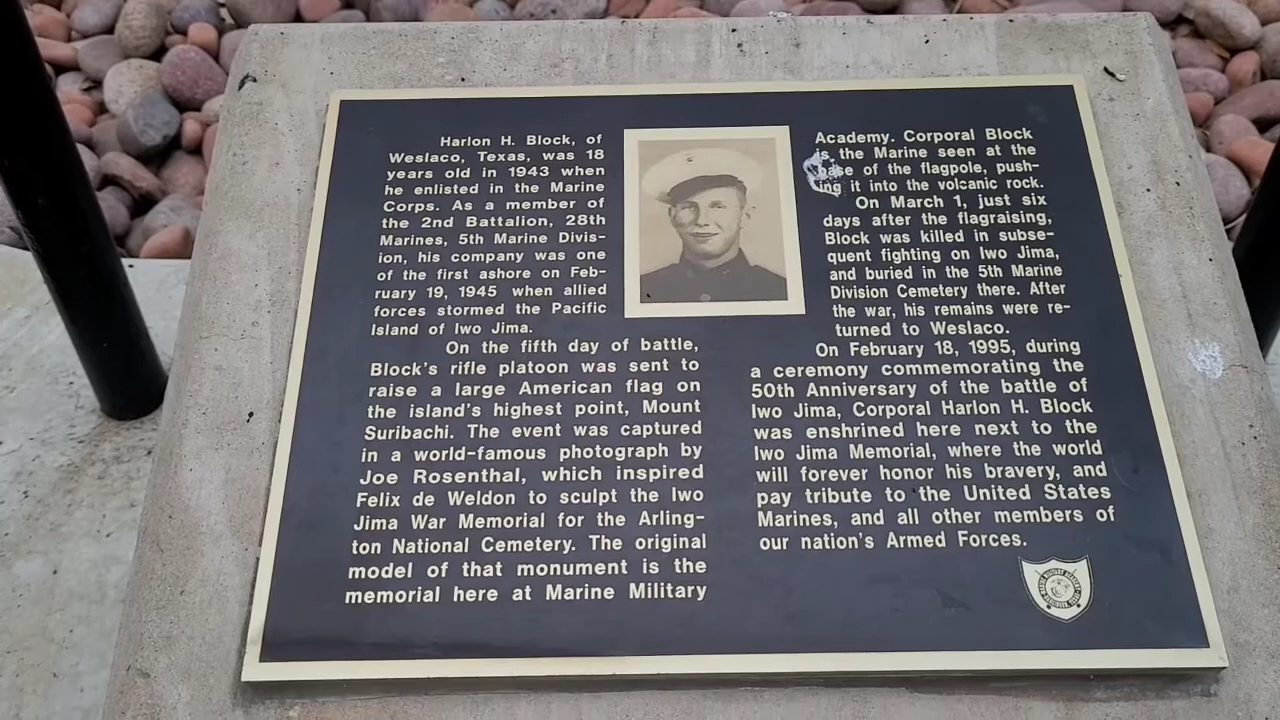 Harlon H. Block, of
Weslaco, Texas, was 18
years old in 1943 when
he enlisted in the Marine
Corps. As a member of
the 2nd Battalion, 28th
Marines, 5th Marine Divis-
ion, his company was one
of the first ashore on Feb-
ruary 19, 1945 when allied
forces stormed the Pacific
Island of Iwo Jima.
On the fifth day of battle,
Block's rifle platoon was sent to
raise a large American flag on
the island's highest point, Mount
Suribachi. The event was captured
in a world-famous photograph by
Joe Rosenthal, which inspired
Felix de Weldon to sculpt the Iwo
Jima War Memorial for the Arling-
ton National Cemetery. The original
model of that monument is the
memorial here at Marine Military
Academy. Corporal Block
is the Marine seen at the
base of the flagpole, push-
ing it into the volcanic rock.
On March 1, just six
days after the flagraising,
Block was killed in subse-
quent fighting on Iwo Jima,
and buried in the 5th Marine
Division Cemetery there. After
the war, his remains were re-
turned to Weslaco.
On February 18, 1995, during
a ceremony commemorating the
50th Anniversary of the battle of
Iwo Jima, Corporal Harlon H. Block
was enshrined here next to the
Iwo Jima Memorial, where the world
will forever honor his bravery, and
pay tribute to the United States
Marines, and all other members of
our nation's Armed Forces.